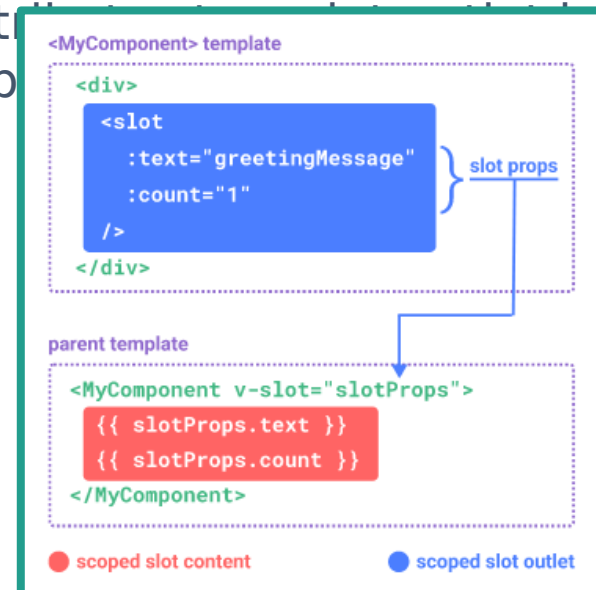 <MyComponent> template
<div>
<slot
:text="greetingMessage"
:count="1"
/>
</div>
slot props
parent template
<MyComponent v-slot="slotProps">
{{ slotProps.text }}
{{ slotProps.count }}
</MyComponent>
scoped slot content
scoped slot outlet